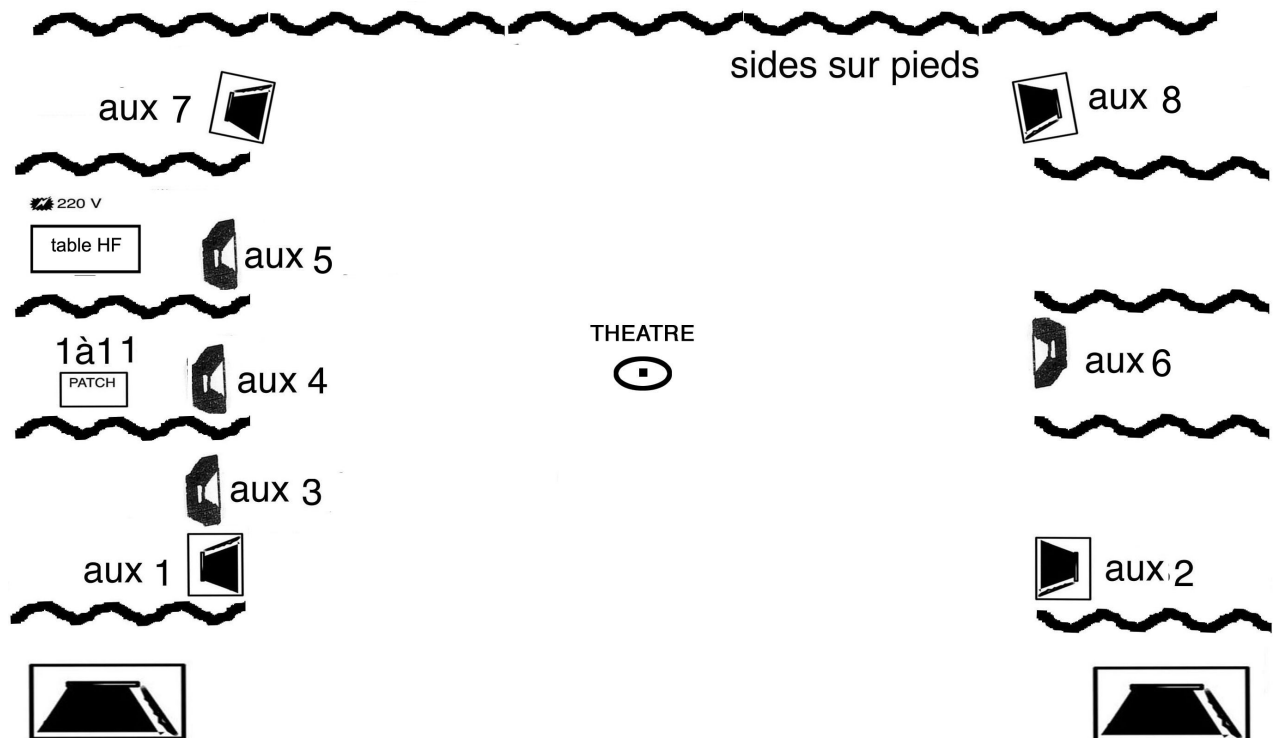 sides sur pieds
aux 7
aux 8
220 V
table HF
aux 5
THEATRE
1à11
PATCH
aux 4
aux 6
aux 3
aux 1
aux 2